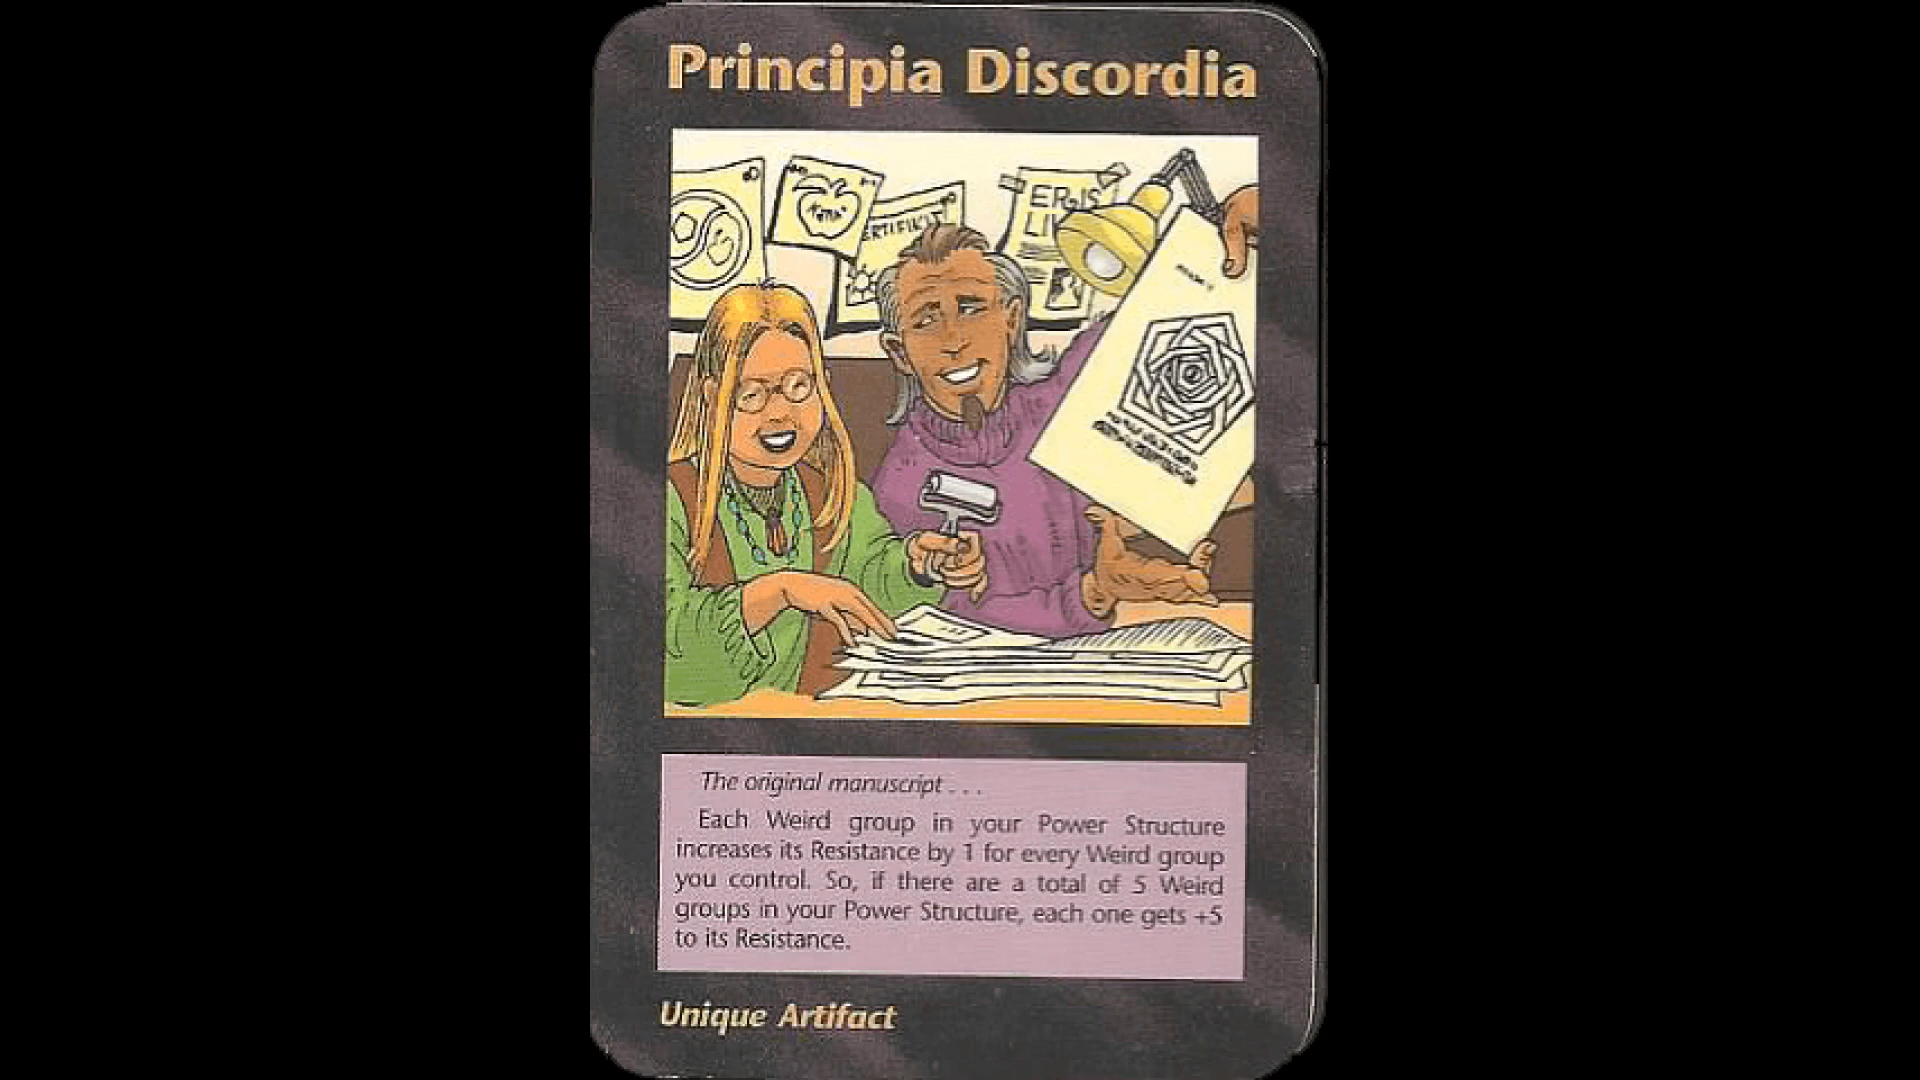 Principia Discordia
ERTIFIK
ERIS
The original manuscript . . .
Each Weird group in your Power Structure
increases its Resistance by 1 for every Weird group
you control. So, if there are a total of 5 Weird
groups in your Power Structure, each one gets +5
to its Resistance.
Unique Artifact